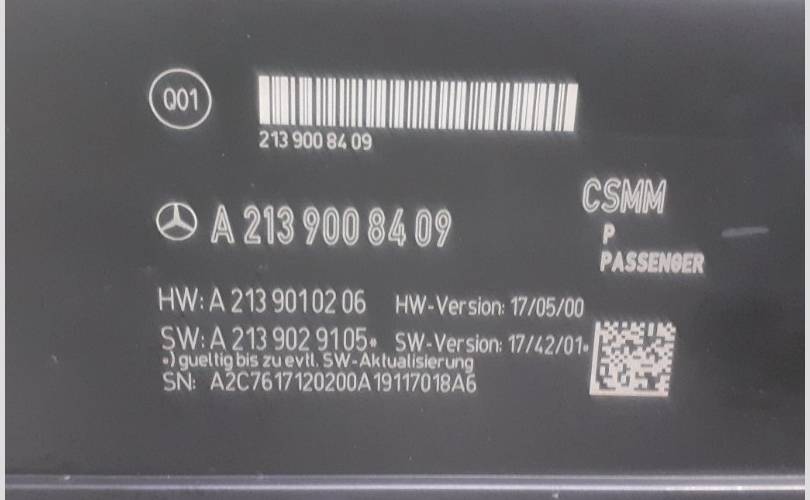 Q01
213 900 84 09
A 213 900 84 09
CSMM
P
PASSENGER
HW: A 213 901 02 06 HW-Version: 17/05/00
SW: A 213 902 91 05* SW-Version: 17/42/01*
*) gueltig bis zu evtl. SW-Aktualisierung
SN: A2C7617120200A19117018A6